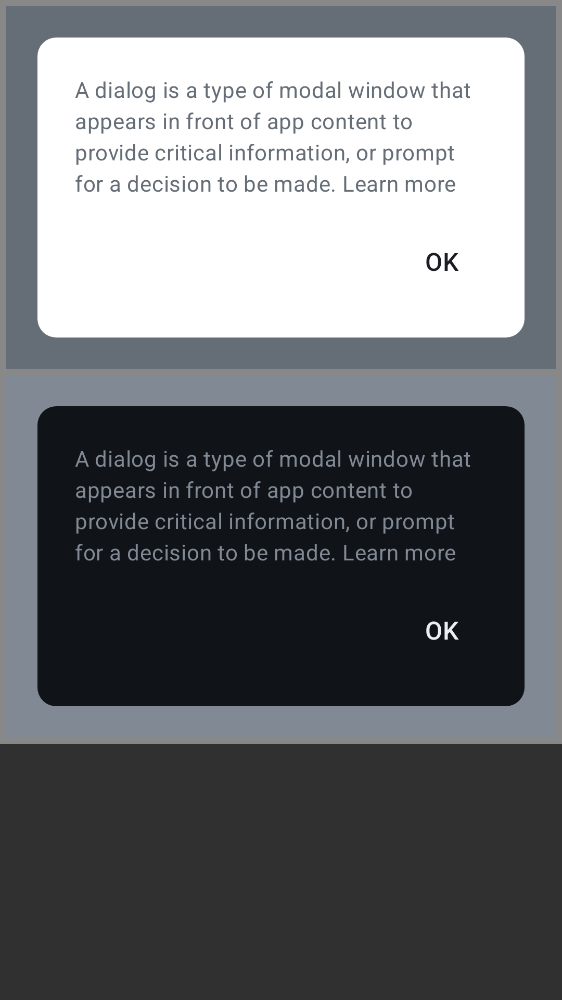 A dialog is a type of modal window that
appears in front of app content to
provide critical information, or prompt
for a decision to be made. Learn more
OK
A dialog is a type of modal window that
appears in front of app content to
provide critical information, or prompt
for a decision to be made. Learn more
OK